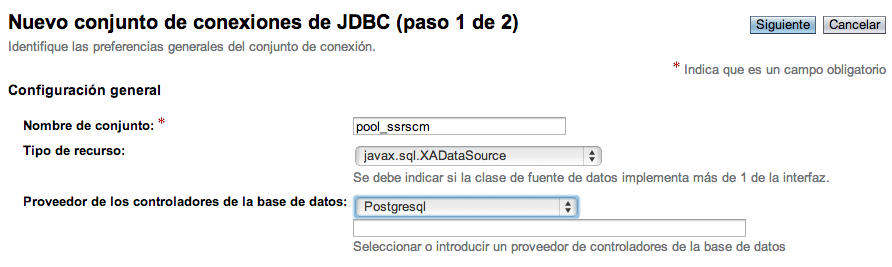 Nuevo conjunto de conexiones de JDBC (paso 1 de 2)
Siguiente
Cancelar
Identifique las preferencias generales del conjunto de conexión.
* Indica que es un campo obligatorio
Configuración general
Nombre de conjunto: *
pool_ssrscm
Tipo de recurso:
javax.sql.XADataSource
Se debe indicar si la clase de fuente de datos implementa más de 1 de la interfaz.
Proveedor de los controladores de la base de datos:
Postgresql
Seleccionar o introducir un proveedor de controladores de la base de datos